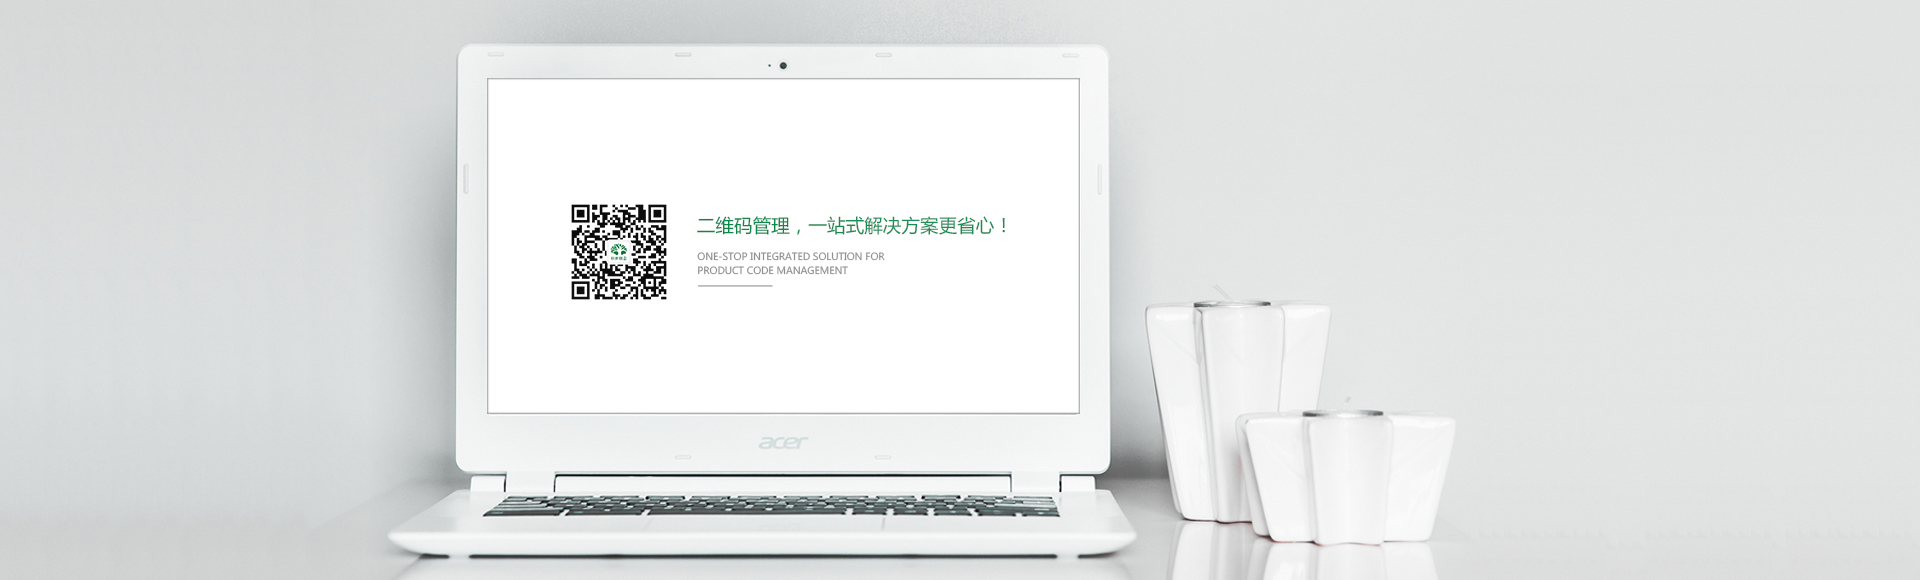 二维码管理，一站式解决方案更省心！
ONE-STOP INTEGRATED SOLUTION FOR
PRODUCT CODE MANAGEMENT
acer